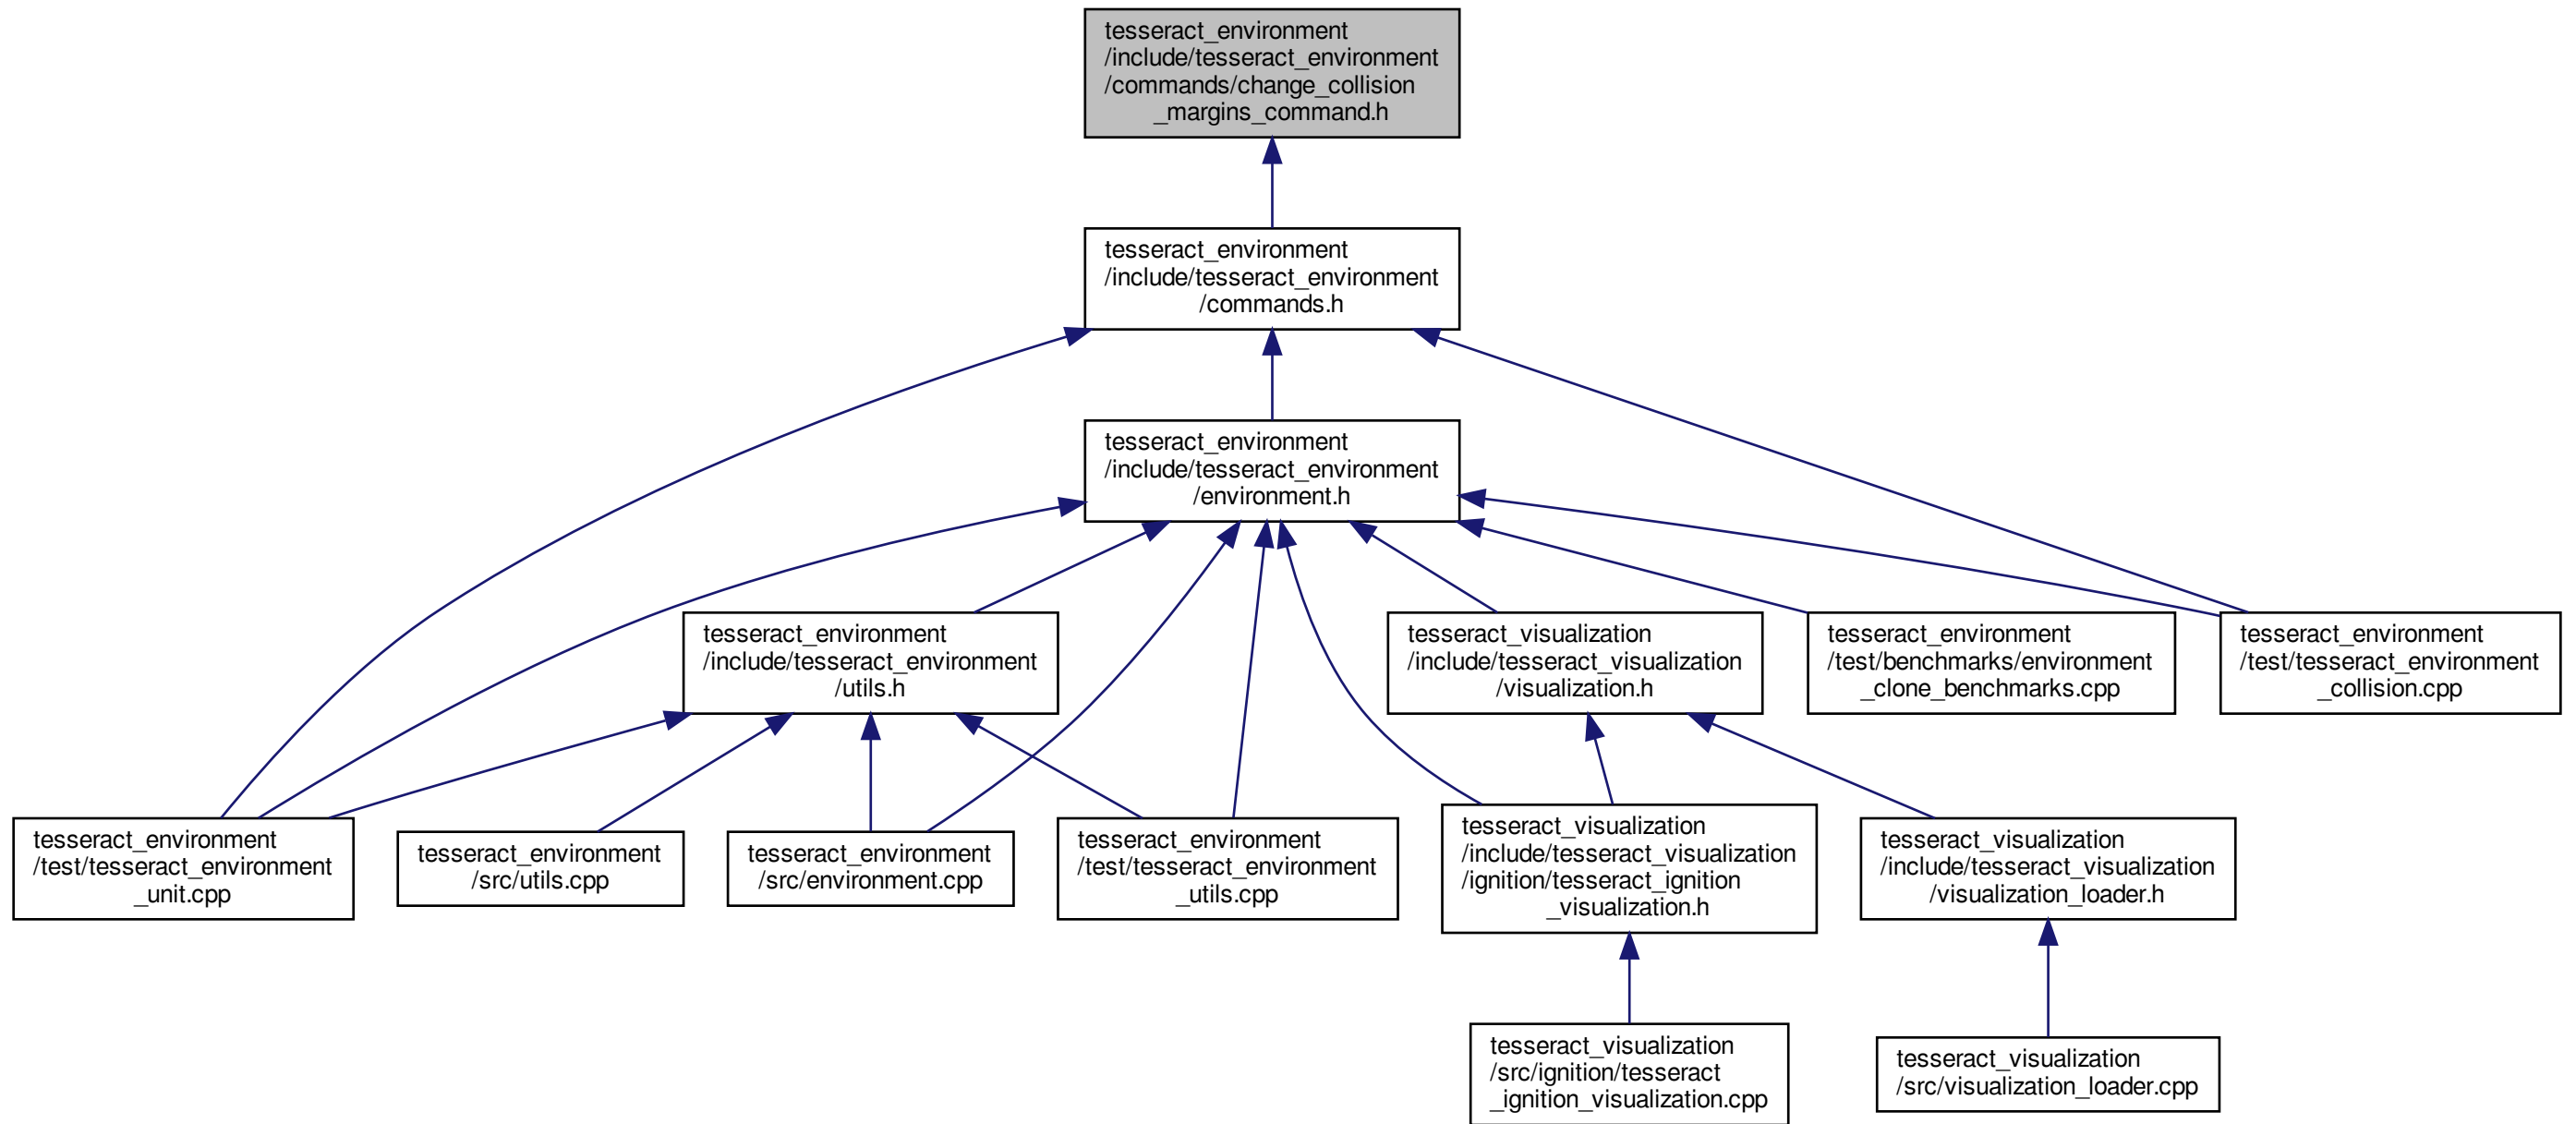 tesseract_environment
/include/tesseract_environment
/commands/change_collision
_margins_command.h
tesseract_environment
/include/tesseract_environment
/commands.h
tesseract_environment
/include/tesseract_environment
/environment.h
tesseract_environment
/include/tesseract_environment
/utils.h
tesseract_visualization
/include/tesseract_visualization
/visualization.h
tesseract_environment
/test/benchmarks/environment
_clone_benchmarks.cpp
tesseract_environment
/test/tesseract_environment
_collision.cpp
tesseract_environment
/test/tesseract_environment
_unit.cpp
tesseract_environment
/src/utils.cpp
tesseract_environment
/src/environment.cpp
tesseract_environment
/test/tesseract_environment
_utils.cpp
tesseract_visualization
/include/tesseract_visualization
/ignition/tesseract_ignition
_visualization.h
tesseract_visualization
/include/tesseract_visualization
/visualization_loader.h
tesseract_visualization
/src/ignition/tesseract
_ignition_visualization.cpp
tesseract_visualization
/src/visualization_loader.cpp